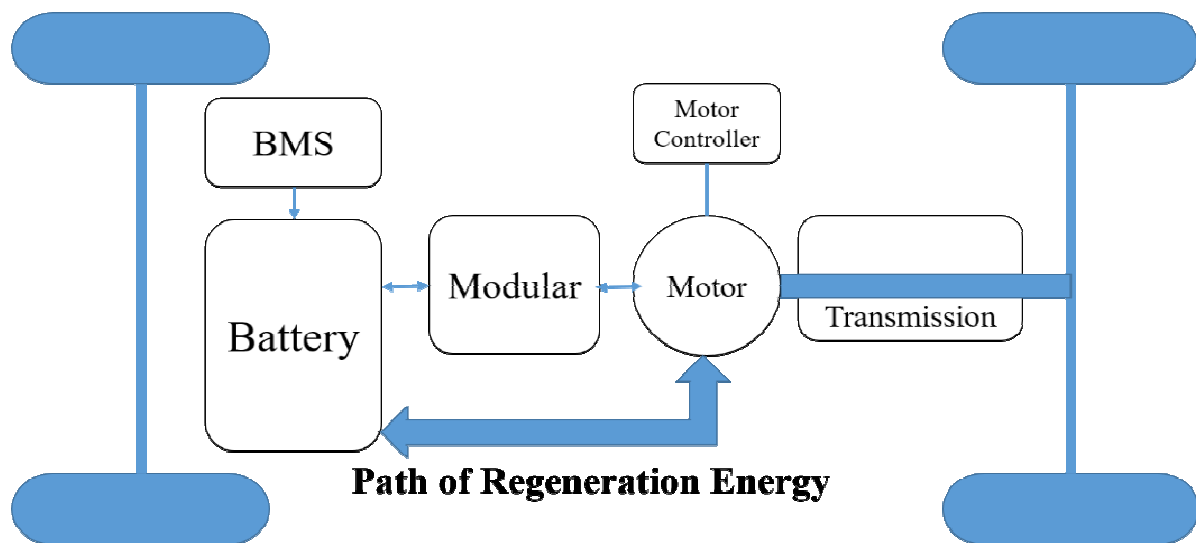 BMS
Motor
Controller
Battery
Modular
Motor
Transmission
Path of Regeneration Energy